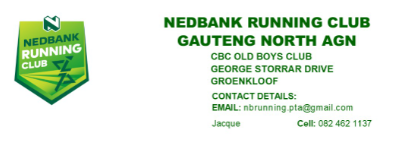 NEDBANK
RUNNING
CLUB
NEDBANK RUNNING CLUB
GAUTENG NORTH AGN
CBC OLD BOYS CLUB
GEORGE STORRAR DRIVE
GROENKLOOF
CONTACT DETAILS:
EMAIL: nbrunning.pta@gmail.com
Jacque Cell: 082 462 1137